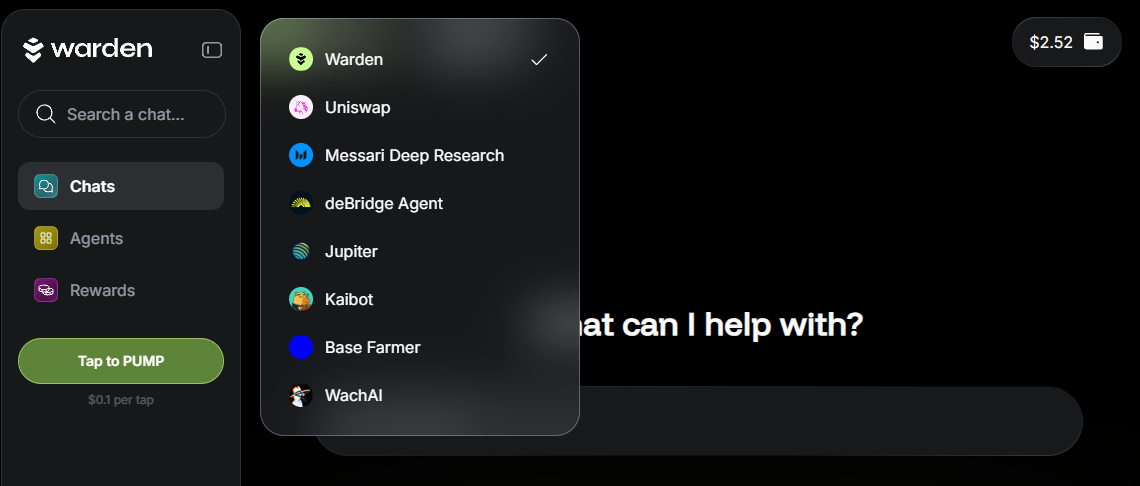 warden
Search a chat...
Chats
Agents
Rewards
Tap to PUMP
$0.1 per tap
Warden
Uniswap
Messari Deep Research
deBridge Agent
Jupiter
Kaibot
Base Farmer
WachAI
$2.52
hat can I help with?